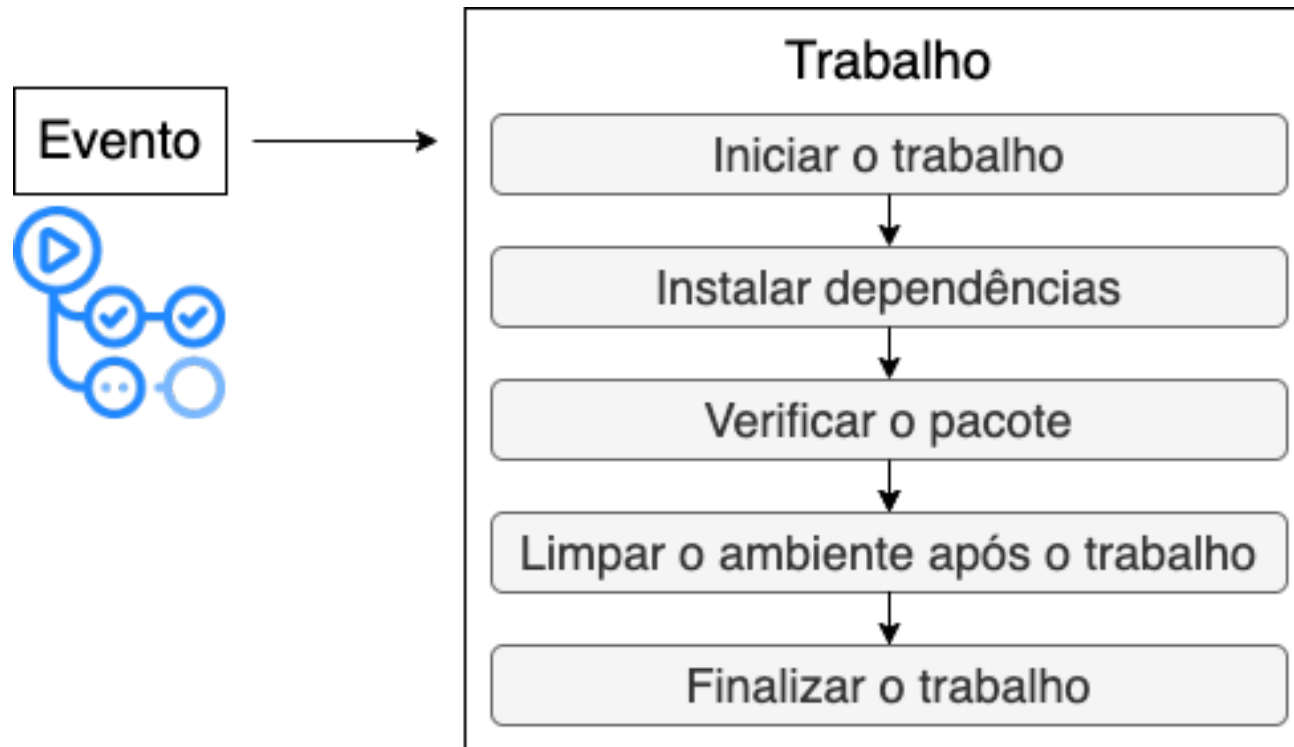 Trabalho
Evento
Iniciar o trabalho
Instalar dependências
Verificar o pacote
Limpar o ambiente após o trabalho
Finalizar o trabalho